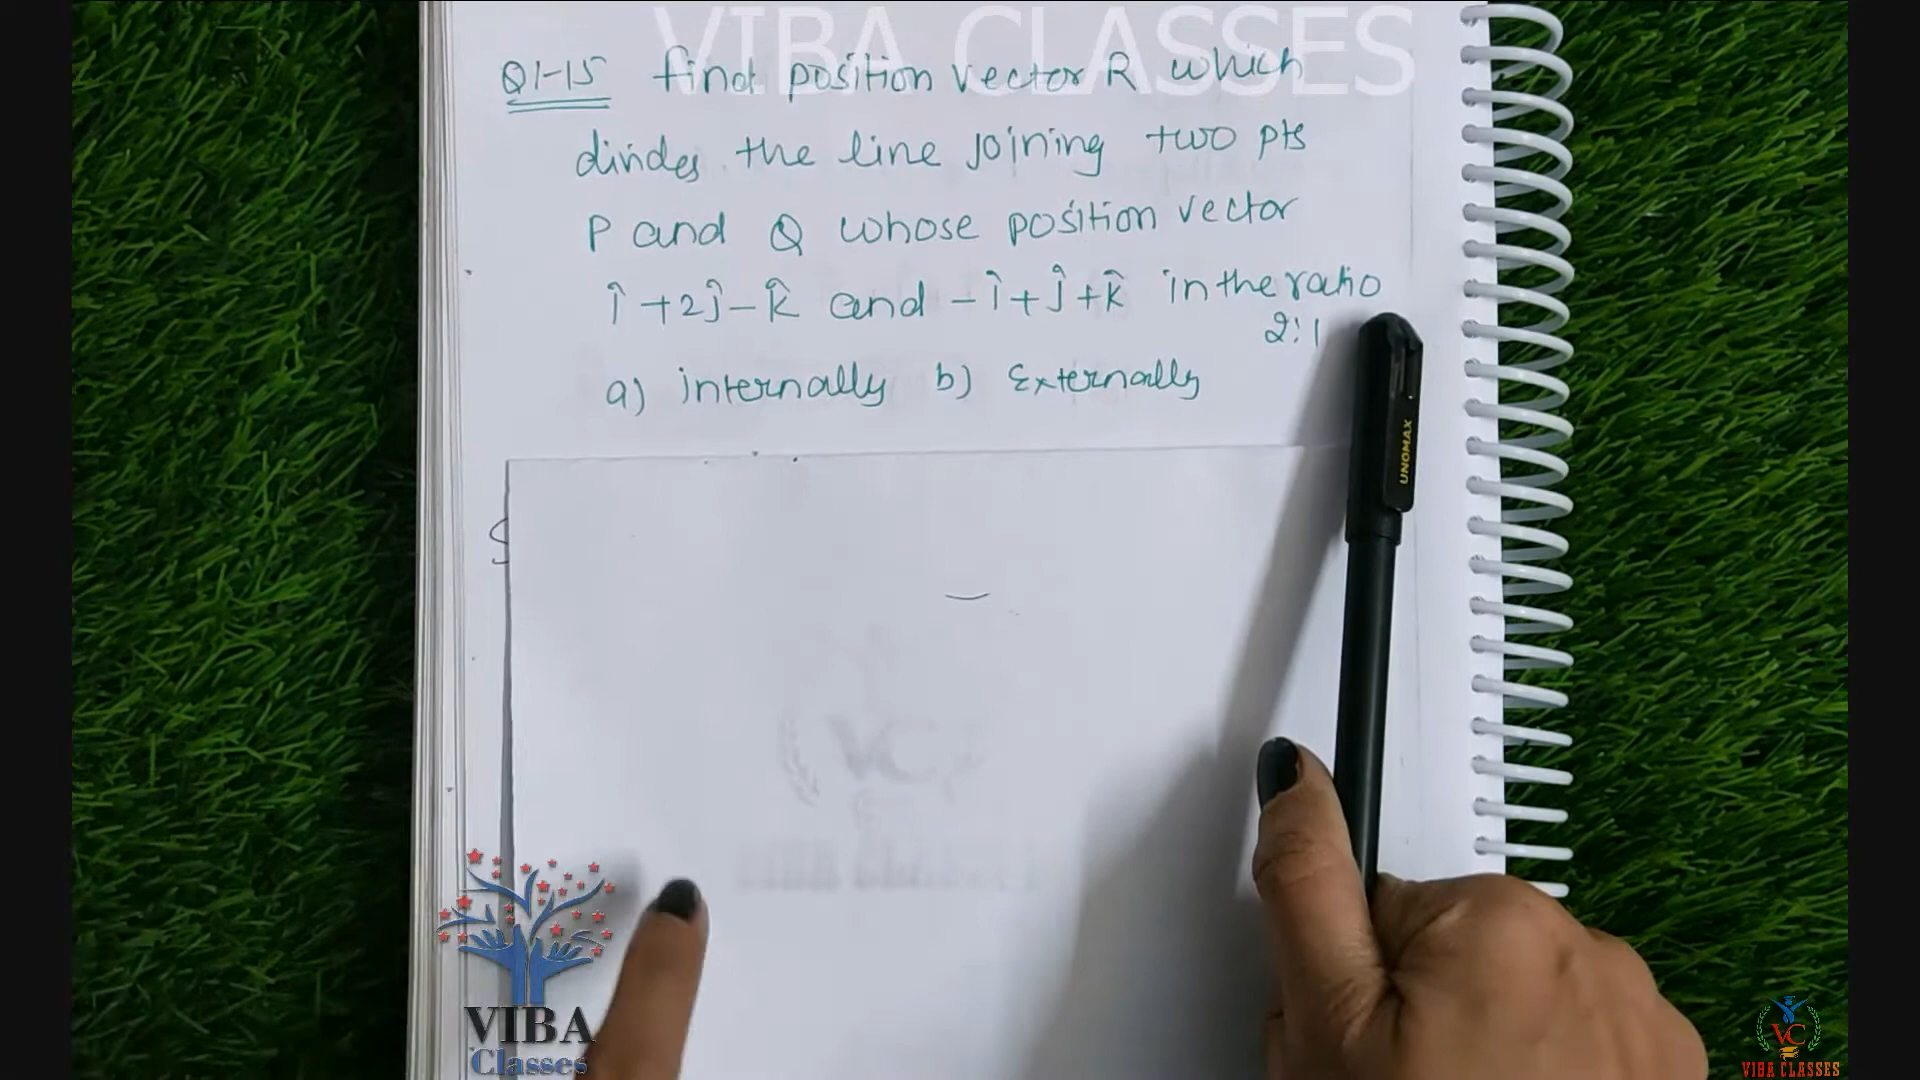 VIBA CLASSES
Q1-15 find position vector R which
divides the line joining two pts
P and Q whose position vector
î + 2ĵ - k̂ and - î + ĵ + k̂ in the ratio
2:1
a) internally b) Externally
UNOMAX
VC
VIBA
Classes
VC
VIBA CLASSES